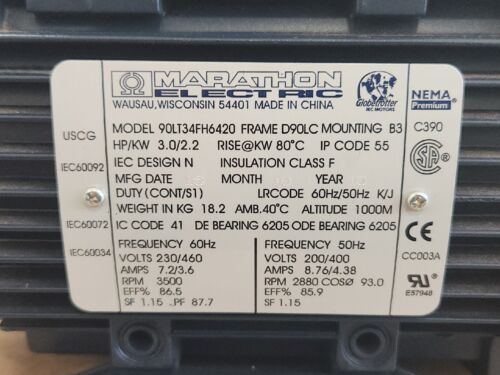 MARATHON
ELECTRIC
WAUSAU, WISCONSIN 54401 MADE IN CHINA
Globetrotter
IEC MOTORS
NEMA
Premium
USCG
MODEL 90LT34FH6420 FRAME D90LC MOUNTING B3
C390
HP/KW 3.0/2.2 RISE@KW 80°C IP CODE 55
IEC DESIGN N INSULATION CLASS F
SA
IEC60092
MFG DATE MONTH YEAR
DUTY (CONT/S1) LRCODE 60Hz/50Hz K/J
WEIGHT IN KG 18.2 AMB.40°C ALTITUDE 1000M
IEC60072
IC CODE 41 DE BEARING 6205 ODE BEARING 6205
CE
FREQUENCY 60Hz
VOLTS 230/460
AMPS 7.2/3.6
RPM 3500
EFF% 86.5
SF 1.15 .PF 87.7
FREQUENCY 50Hz
VOLTS 200/400
AMPS 8.76/4.38
RPM 2880 COSØ 93.0
EFF% 85.9
SF 1.15
IEC60034
CC003A
E57948